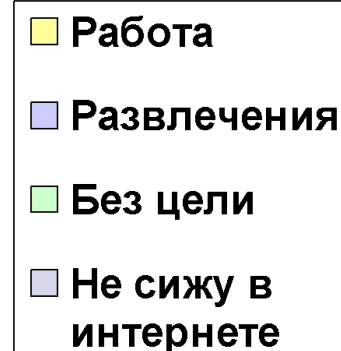 Работа
Развлечения
Без цели
Не сижу в
интернете